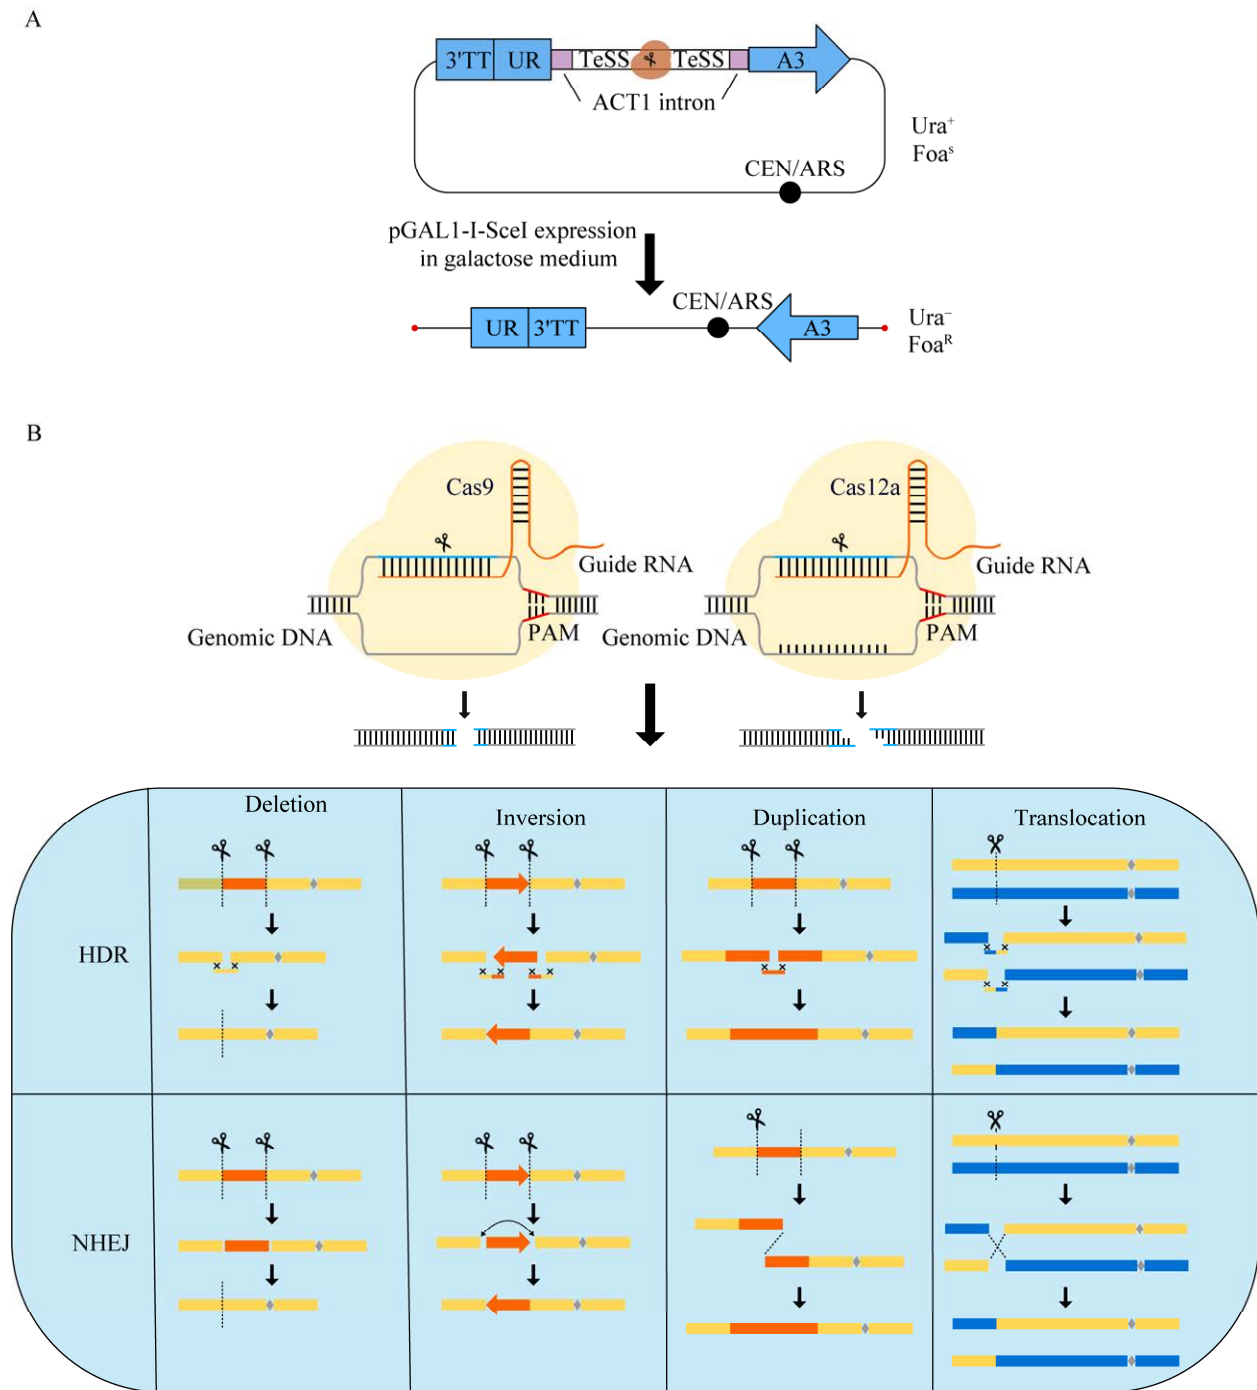 A
3'TT UR TeSS TeSS A3
ACT1 intron
Ura⁺
Foaˢ
CEN/ARS
pGAL1-I-SceI expression
in galactose medium
CEN/ARS
UR 3'TT A3
Ura⁻
Foaᴿ
B
Cas9 Cas12a
Guide RNA Guide RNA
Genomic DNA PAM Genomic DNA PAM
Deletion Inversion Duplication Translocation
HDR
NHEJ